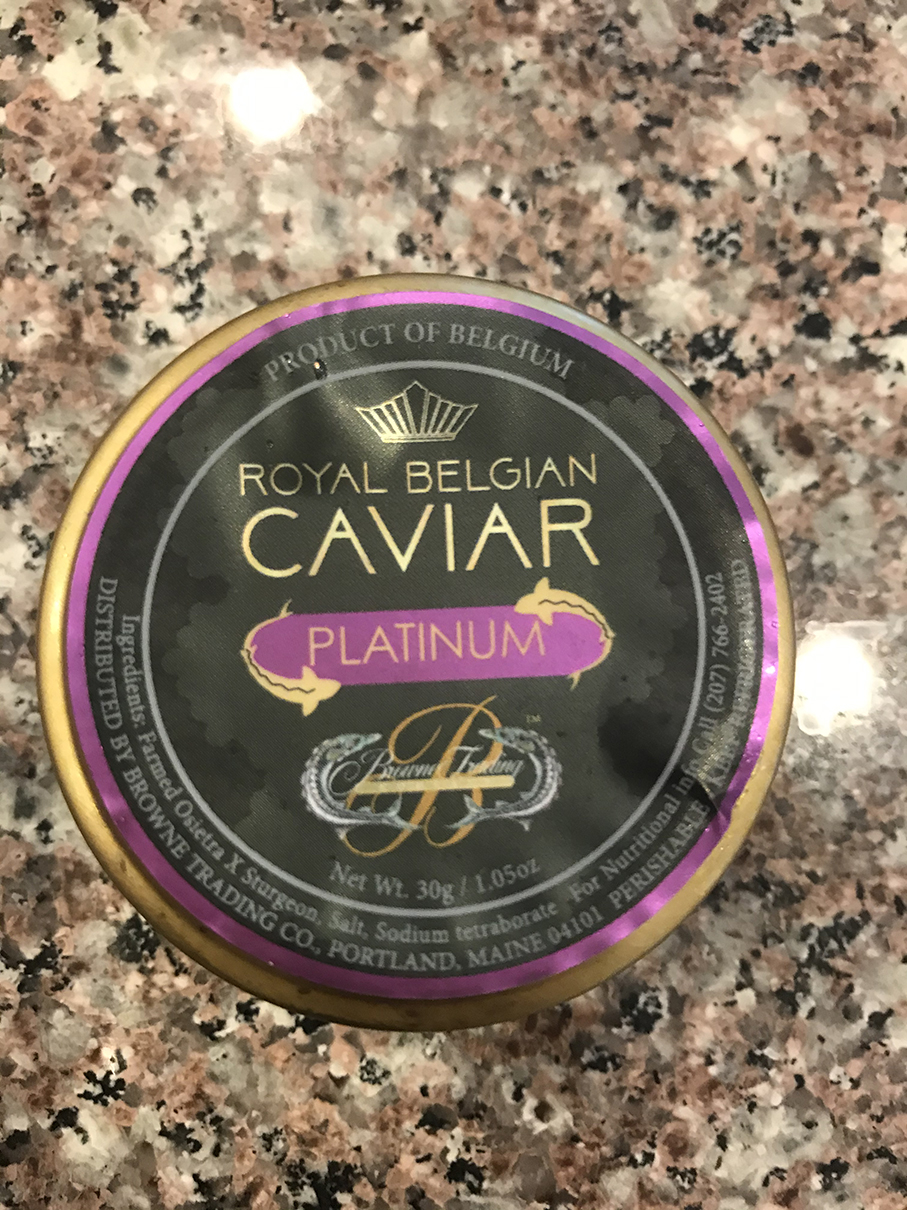 PRODUCT OF BELGIUM
ROYAL BELGIAN
CAVIAR
PLATINUM
TM
B
Browne Trading
Net Wt. 30g / 1.05oz
Ingredients: Farmed Osietra X Sturgeon, Salt, Sodium tetraborate For Nutritional info Call (207) 766-2402
DISTRIBUTED BY BROWNE TRADING CO., PORTLAND, MAINE 04101 PERISHABLE REFRIGERATED